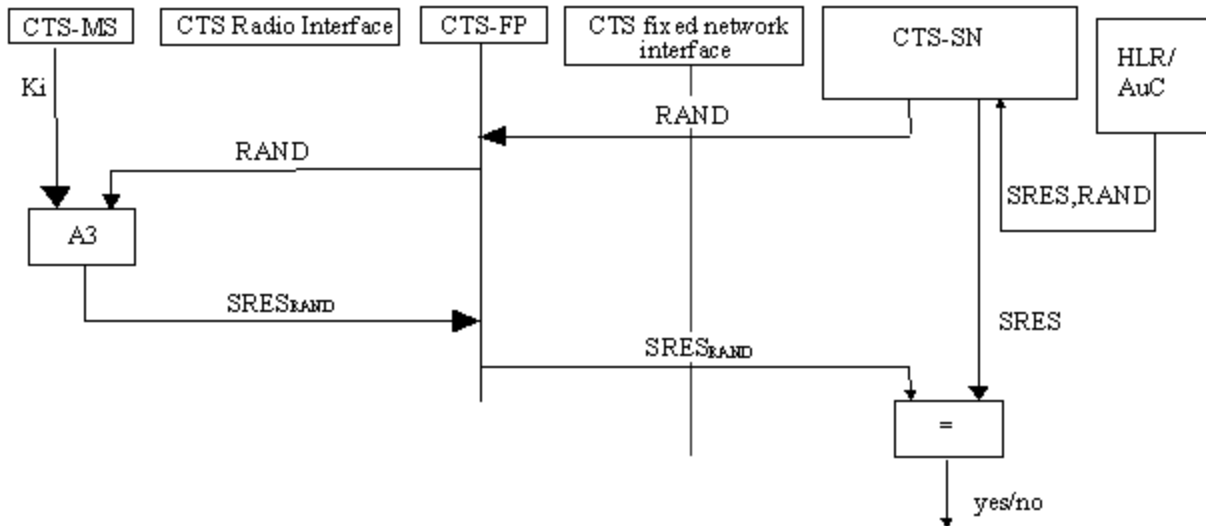 CTS-MS
CTS Radio Interface
CTS-FP
CTS fixed network
interface
CTS-SN
HLR/
AuC
Ki
RAND
RAND
SRES,RAND
A3
SRESRAND
SRES
SRESRAND
=
yes/no